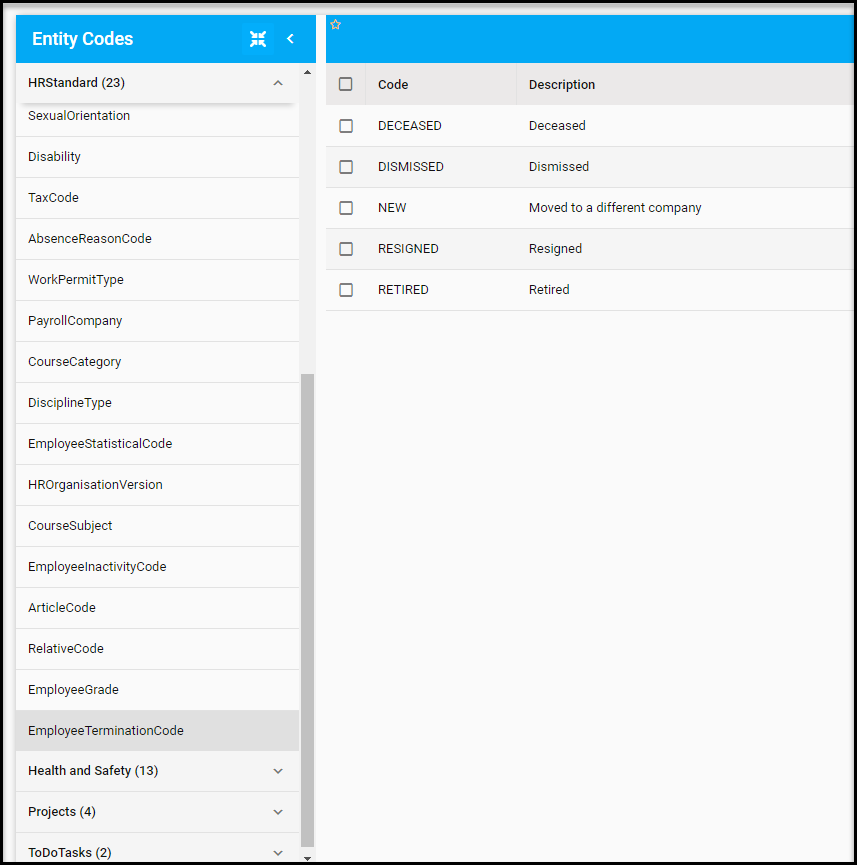 Entity Codes
HRStandard (23)
SexualOrientation
Disability
TaxCode
AbsenceReasonCode
WorkPermitType
PayrollCompany
CourseCategory
DisciplineType
EmployeeStatisticalCode
HROrganisationVersion
CourseSubject
EmployeeInactivityCode
ArticleCode
RelativeCode
EmployeeGrade
EmployeeTerminationCode
Health and Safety (13)
Projects (4)
ToDoTasks (2)
Code Description
DECEASED Deceased
DISMISSED Dismissed
NEW Moved to a different company
RESIGNED Resigned
RETIRED Retired